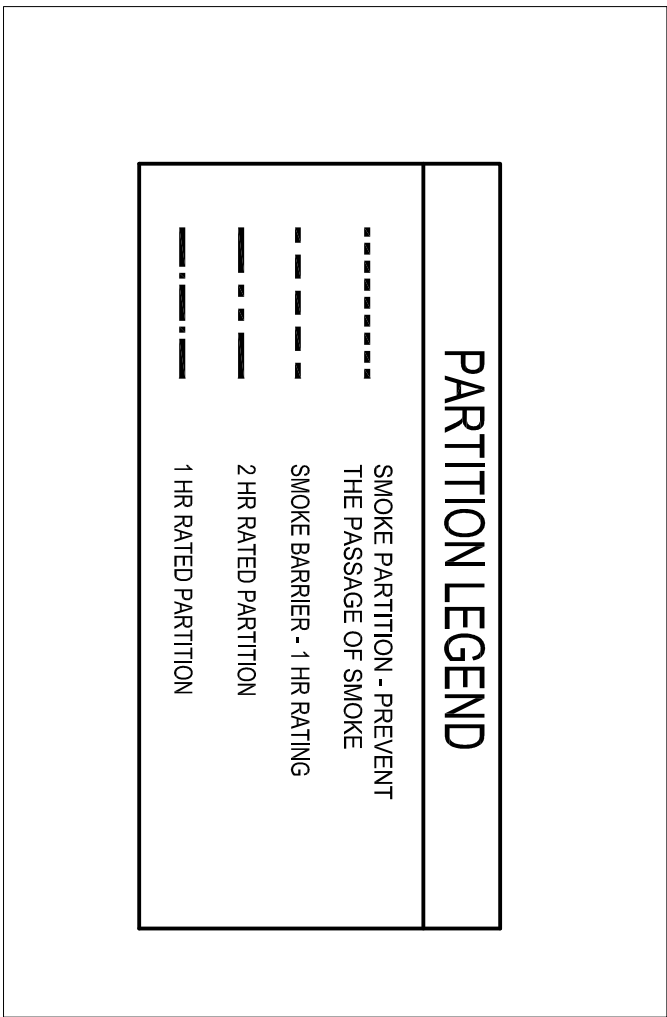 PARTITION LEGEND
SMOKE PARTITION - PREVENT
THE PASSAGE OF SMOKE
SMOKE BARRIER - 1 HR RATING
2 HR RATED PARTITION
1 HR RATED PARTITION